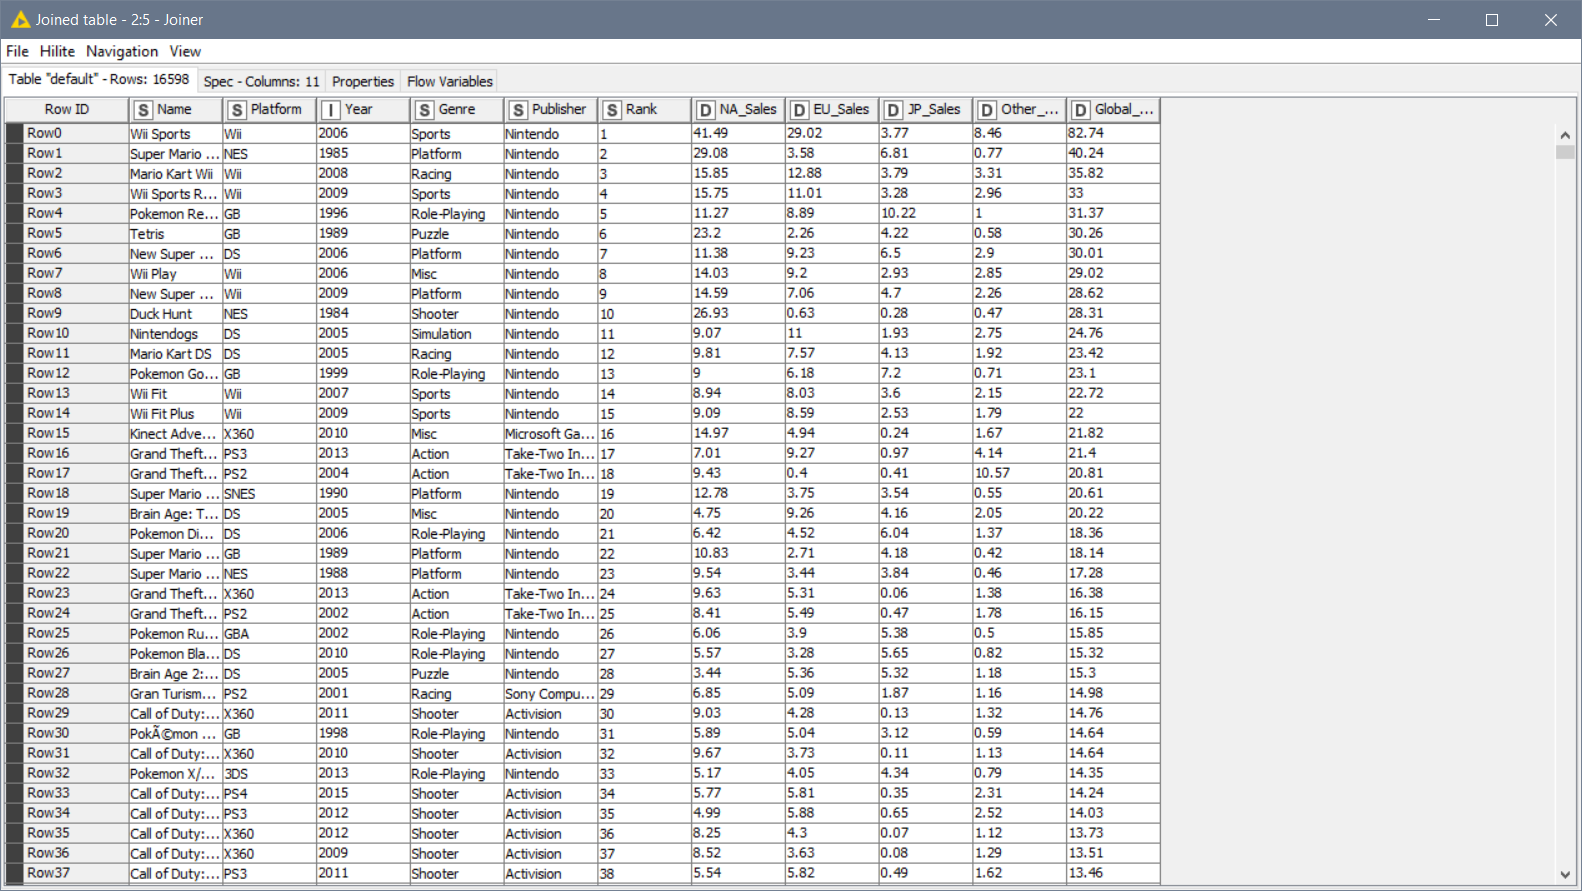 Joined table - 2:5 - Joiner
File Hilite Navigation View
Table "default" - Rows: 16598 Spec - Columns: 11 Properties Flow Variables
Row ID S Name S Platform I Year S Genre S Publisher S Rank D NA_Sales D EU_Sales D JP_Sales D Other_... D Global_...
Row0 Wii Sports Wii 2006 Sports Nintendo 1 41.49 29.02 3.77 8.46 82.74
Row1 Super Mario ... NES 1985 Platform Nintendo 2 29.08 3.58 6.81 0.77 40.24
Row2 Mario Kart Wii Wii 2008 Racing Nintendo 3 15.85 12.88 3.79 3.31 35.82
Row3 Wii Sports R... Wii 2009 Sports Nintendo 4 15.75 11.01 3.28 2.96 33
Row4 Pokemon Re... GB 1996 Role-Playing Nintendo 5 11.27 8.89 10.22 1 31.37
Row5 Tetris GB 1989 Puzzle Nintendo 6 23.2 2.26 4.22 0.58 30.26
Row6 New Super ... DS 2006 Platform Nintendo 7 11.38 9.23 6.5 2.9 30.01
Row7 Wii Play Wii 2006 Misc Nintendo 8 14.03 9.2 2.93 2.85 29.02
Row8 New Super ... Wii 2009 Platform Nintendo 9 14.59 7.06 4.7 2.26 28.62
Row9 Duck Hunt NES 1984 Shooter Nintendo 10 26.93 0.63 0.28 0.47 28.31
Row10 Nintendogs DS 2005 Simulation Nintendo 11 9.07 11 1.93 2.75 24.76
Row11 Mario Kart DS DS 2005 Racing Nintendo 12 9.81 7.57 4.13 1.92 23.42
Row12 Pokemon Go... GB 1999 Role-Playing Nintendo 13 9 6.18 7.2 0.71 23.1
Row13 Wii Fit Wii 2007 Sports Nintendo 14 8.94 8.03 3.6 2.15 22.72
Row14 Wii Fit Plus Wii 2009 Sports Nintendo 15 9.09 8.59 2.53 1.79 22
Row15 Kinect Adve... X360 2010 Misc Microsoft Ga... 16 14.97 4.94 0.24 1.67 21.82
Row16 Grand Theft... PS3 2013 Action Take-Two In... 17 7.01 9.27 0.97 4.14 21.4
Row17 Grand Theft... PS2 2004 Action Take-Two In... 18 9.43 0.4 0.41 10.57 20.81
Row18 Super Mario ... SNES 1990 Platform Nintendo 19 12.78 3.75 3.54 0.55 20.61
Row19 Brain Age: T... DS 2005 Misc Nintendo 20 4.75 9.26 4.16 2.05 20.22
Row20 Pokemon Di... DS 2006 Role-Playing Nintendo 21 6.42 4.52 6.04 1.37 18.36
Row21 Super Mario ... GB 1989 Platform Nintendo 22 10.83 2.71 4.18 0.42 18.14
Row22 Super Mario ... NES 1988 Platform Nintendo 23 9.54 3.44 3.84 0.46 17.28
Row23 Grand Theft... X360 2013 Action Take-Two In... 24 9.63 5.31 0.06 1.38 16.38
Row24 Grand Theft... PS2 2002 Action Take-Two In... 25 8.41 5.49 0.47 1.78 16.15
Row25 Pokemon Ru... GBA 2002 Role-Playing Nintendo 26 6.06 3.9 5.38 0.5 15.85
Row26 Pokemon Bla... DS 2010 Role-Playing Nintendo 27 5.57 3.28 5.65 0.82 15.32
Row27 Brain Age 2:... DS 2005 Puzzle Nintendo 28 3.44 5.36 5.32 1.18 15.3
Row28 Gran Turism... PS2 2001 Racing Sony Compu... 29 6.85 5.09 1.87 1.16 14.98
Row29 Call of Duty:... X360 2011 Shooter Activision 30 9.03 4.28 0.13 1.32 14.76
Row30 PokÃ©mon ... GB 1998 Role-Playing Nintendo 31 5.89 5.04 3.12 0.59 14.64
Row31 Call of Duty:... X360 2010 Shooter Activision 32 9.67 3.73 0.11 1.13 14.64
Row32 Pokemon X/... 3DS 2013 Role-Playing Nintendo 33 5.17 4.05 4.34 0.79 14.35
Row33 Call of Duty:... PS4 2015 Shooter Activision 34 5.77 5.81 0.35 2.31 14.24
Row34 Call of Duty:... PS3 2012 Shooter Activision 35 4.99 5.88 0.65 2.52 14.03
Row35 Call of Duty:... X360 2012 Shooter Activision 36 8.25 4.3 0.07 1.12 13.73
Row36 Call of Duty:... X360 2009 Shooter Activision 37 8.52 3.63 0.08 1.29 13.51
Row37 Call of Duty:... PS3 2011 Shooter Activision 38 5.54 5.82 0.49 1.62 13.46